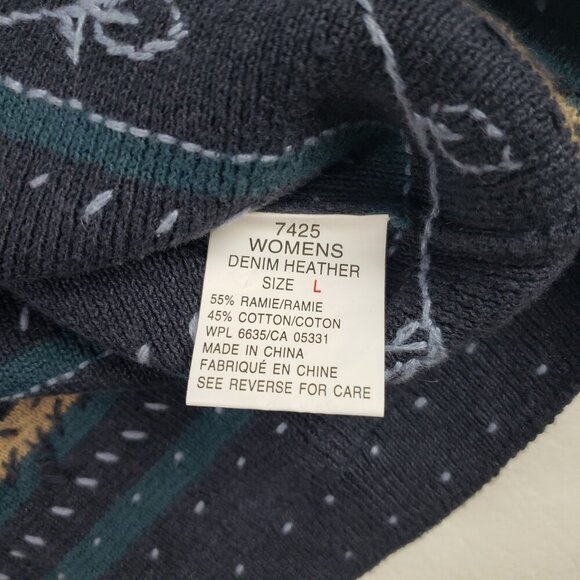 7425
WOMENS
DENIM HEATHER
SIZE L
55% RAMIE/RAMIE
45% COTTON/COTON
WPL 6635/CA 05331
MADE IN CHINA
FABRIQUÉ EN CHINE
SEE REVERSE FOR CARE